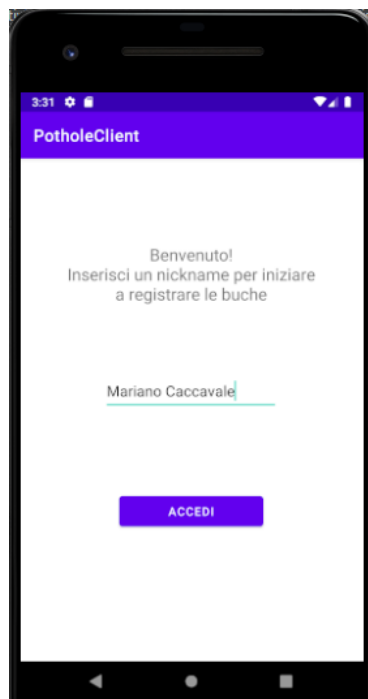 3:31
PotholeClient
Benvenuto!
Inserisci un nickname per iniziare
a registrare le buche
Mariano Caccavale
ACCEDI